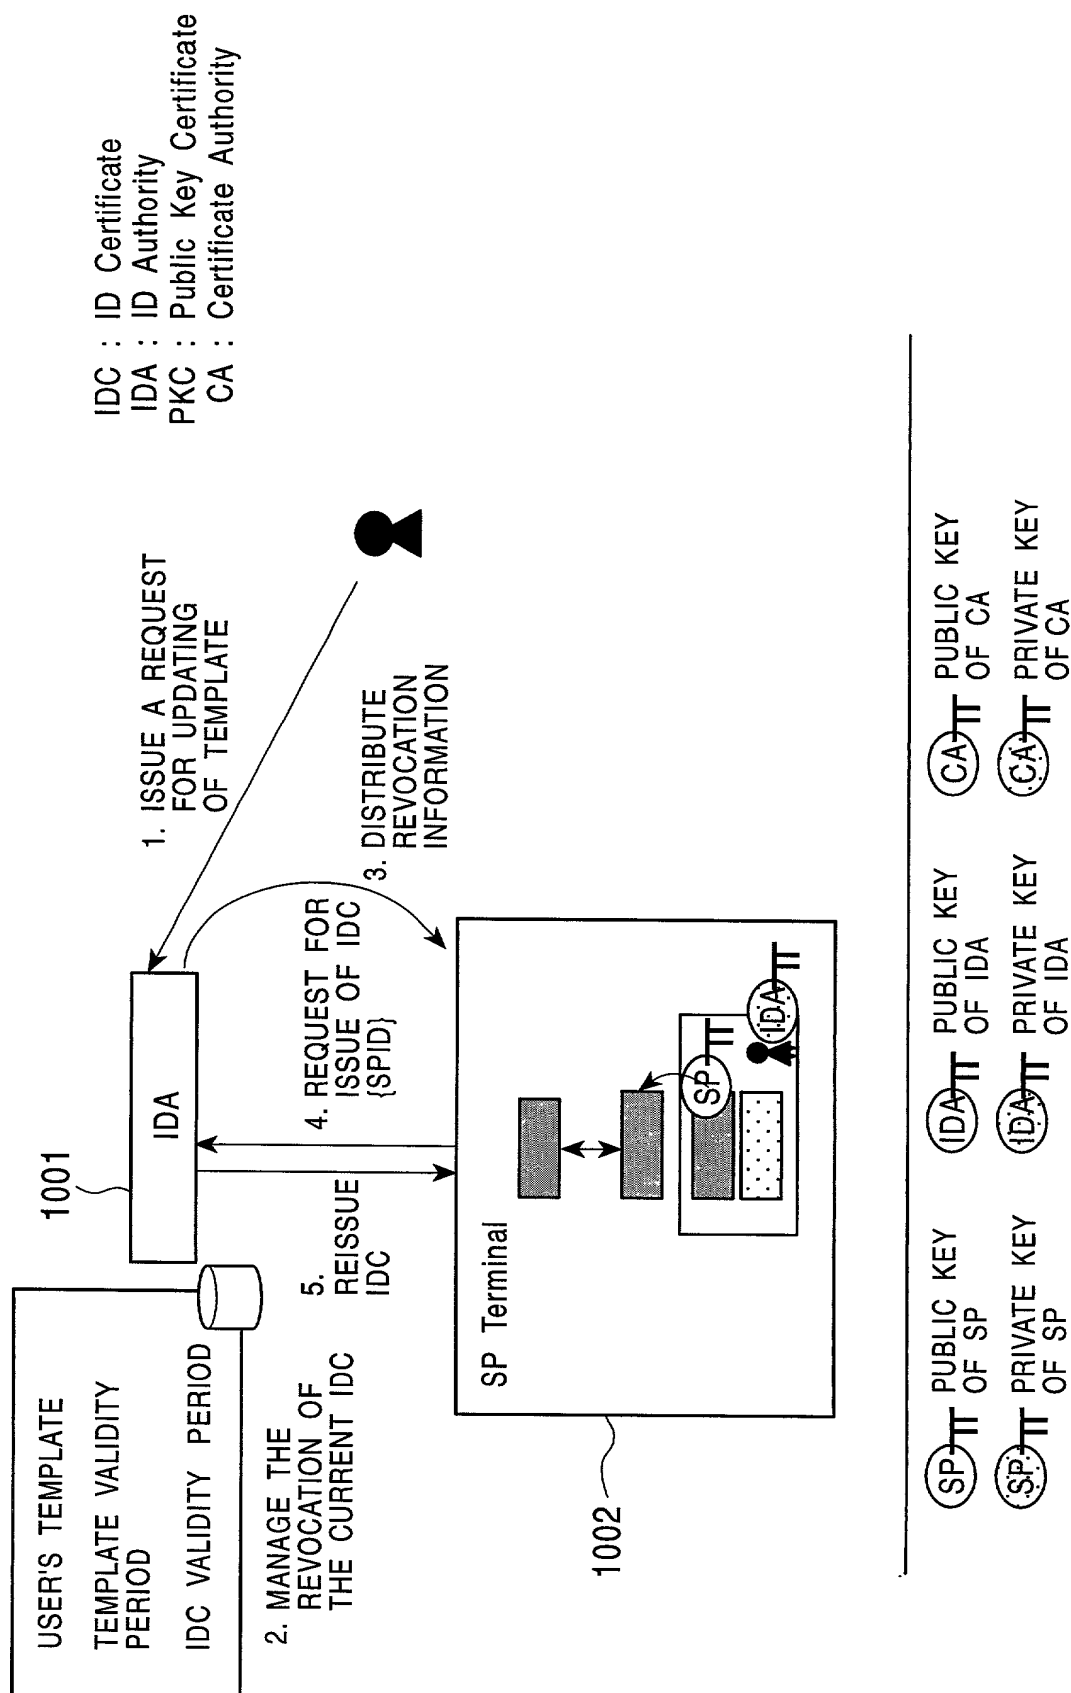 IDC : ID Certificate
IDA : ID Authority
PKC : Public Key Certificate
CA : Certificate Authority
USER'S TEMPLATE
TEMPLATE VALIDITY
PERIOD
IDC VALIDITY PERIOD
1001
IDA
1. ISSUE A REQUEST
FOR UPDATING
OF TEMPLATE
2. MANAGE THE
REVOCATION OF
THE CURRENT IDC
5.
REISSUE
IDC
4. REQUEST FOR
ISSUE OF IDC
{SPID}
3. DISTRIBUTE
REVOCATION
INFORMATION
SP Terminal
SP
IDA
1002
SP PUBLIC KEY
OF SP
IDA PUBLIC KEY
OF IDA
CA PUBLIC KEY
OF CA
SP PRIVATE KEY
OF SP
IDA PRIVATE KEY
OF IDA
CA PRIVATE KEY
OF CA